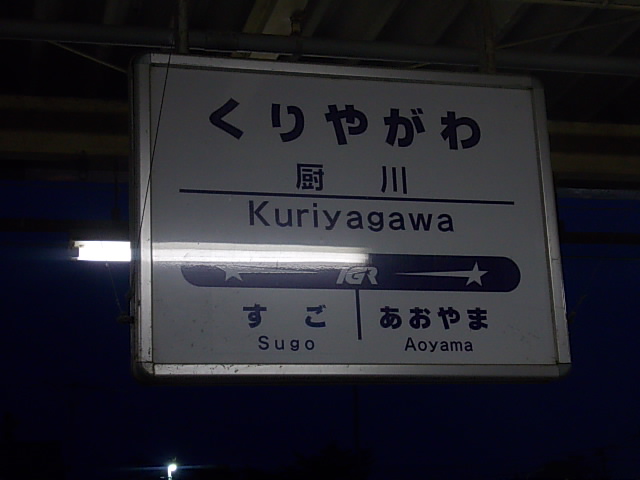 くりやがわ
厨川
Kuriyagawa
IGR
すご あおやま
Sugo Aoyama